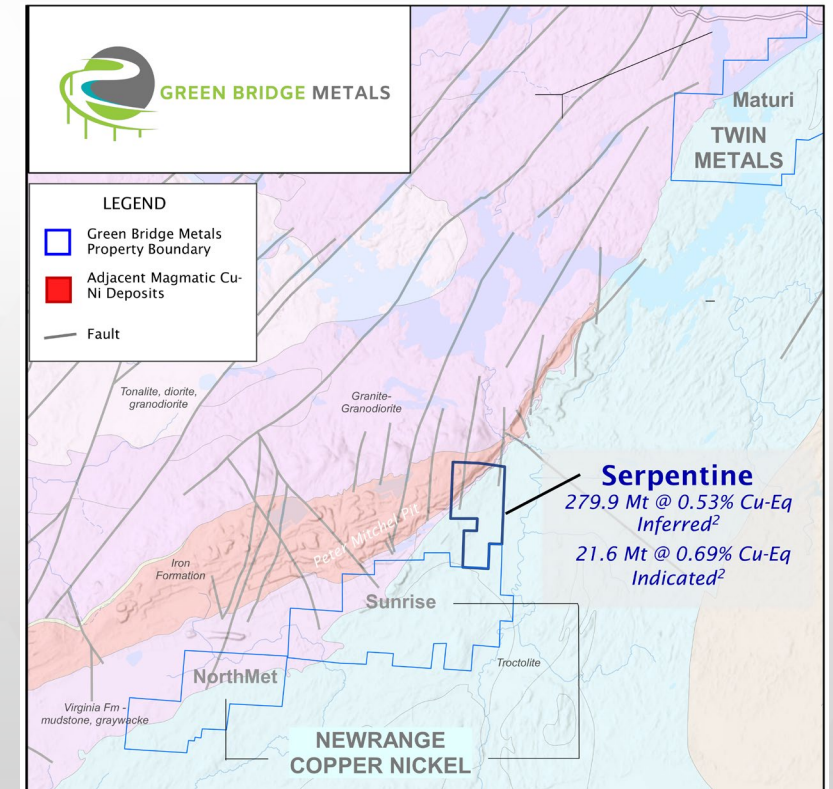 GREEN BRIDGE METALS
LEGEND
Green Bridge Metals
Property Boundary
Adjacent Magmatic Cu-
Ni Deposits
Fault
Maturi
TWIN
METALS
Tonalite, diorite,
granodiorite
Granite-
Granodiorite
Serpentine
279.9 Mt @ 0.53% Cu-Eq
Inferred2
21.6 Mt @ 0.69% Cu-Eq
Indicated2
Peter Mitchel Pit
Iron
Formation
Sunrise
Troctolite
NorthMet
Virginia Fm -
mudstone, graywacke
NEWRANGE
COPPER NICKEL